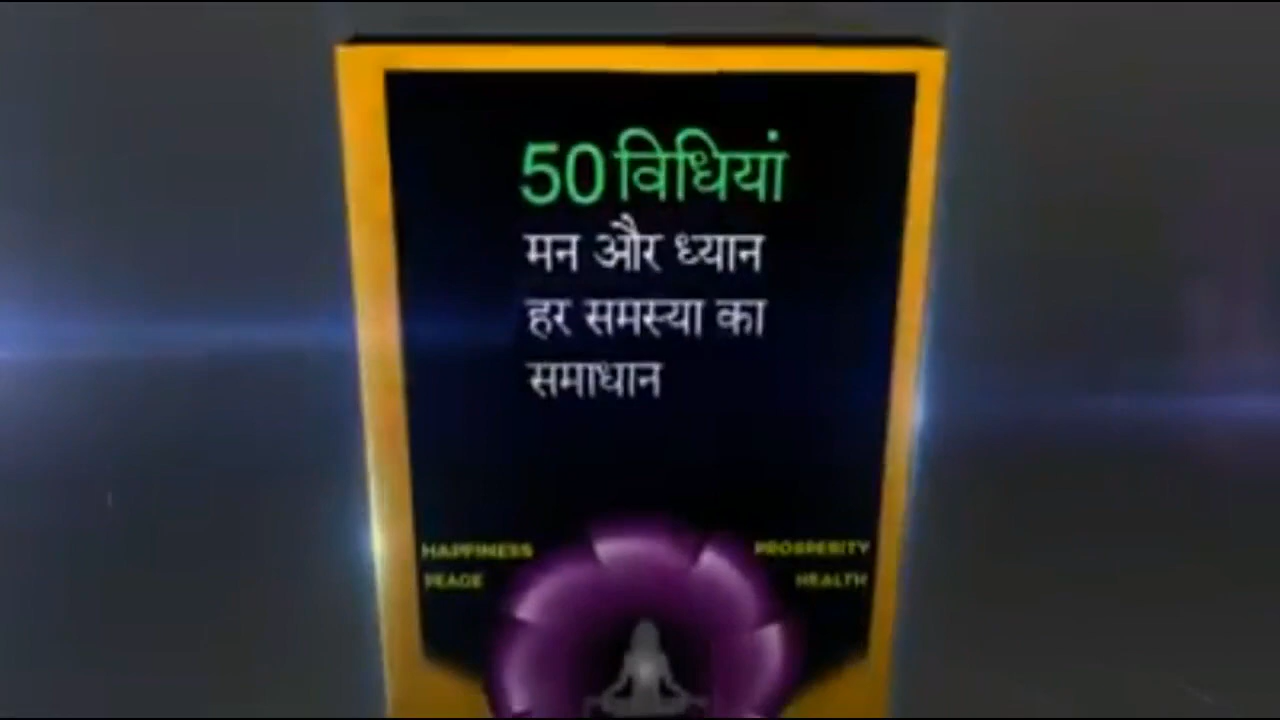 50 विधियां
मन और ध्यान
हर समस्या का
समाधान
HAPPINESS
PROSPERITY
PEACE
HEALTH